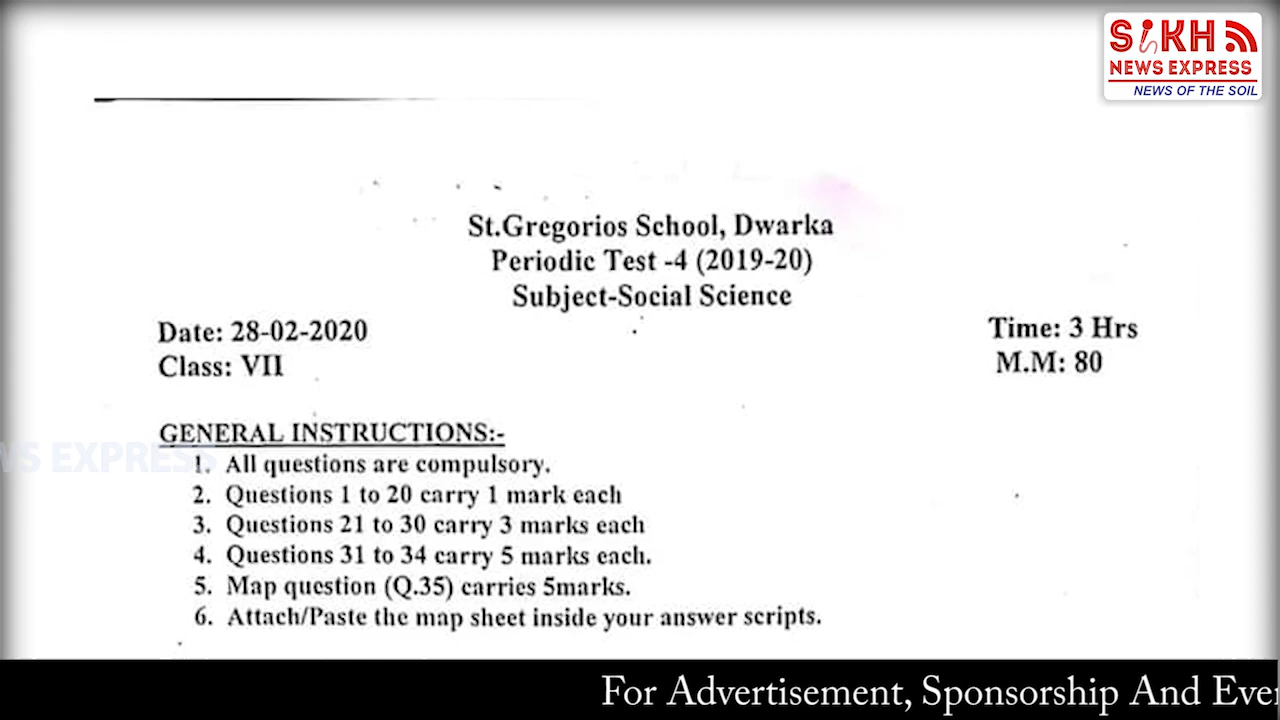 SIKH
NEWS EXPRESS
NEWS OF THE SOIL
St.Gregorios School, Dwarka
Periodic Test -4 (2019-20)
Subject-Social Science
Date: 28-02-2020
Time: 3 Hrs
Class: VII
M.M: 80
GENERAL INSTRUCTIONS:-
WS EXPRESS
1. All questions are compulsory.
2. Questions 1 to 20 carry 1 mark each
3. Questions 21 to 30 carry 3 marks each
4. Questions 31 to 34 carry 5 marks each.
5. Map question (Q.35) carries 5marks.
6. Attach/Paste the map sheet inside your answer scripts.
For Advertisement, Sponsorship And Eve